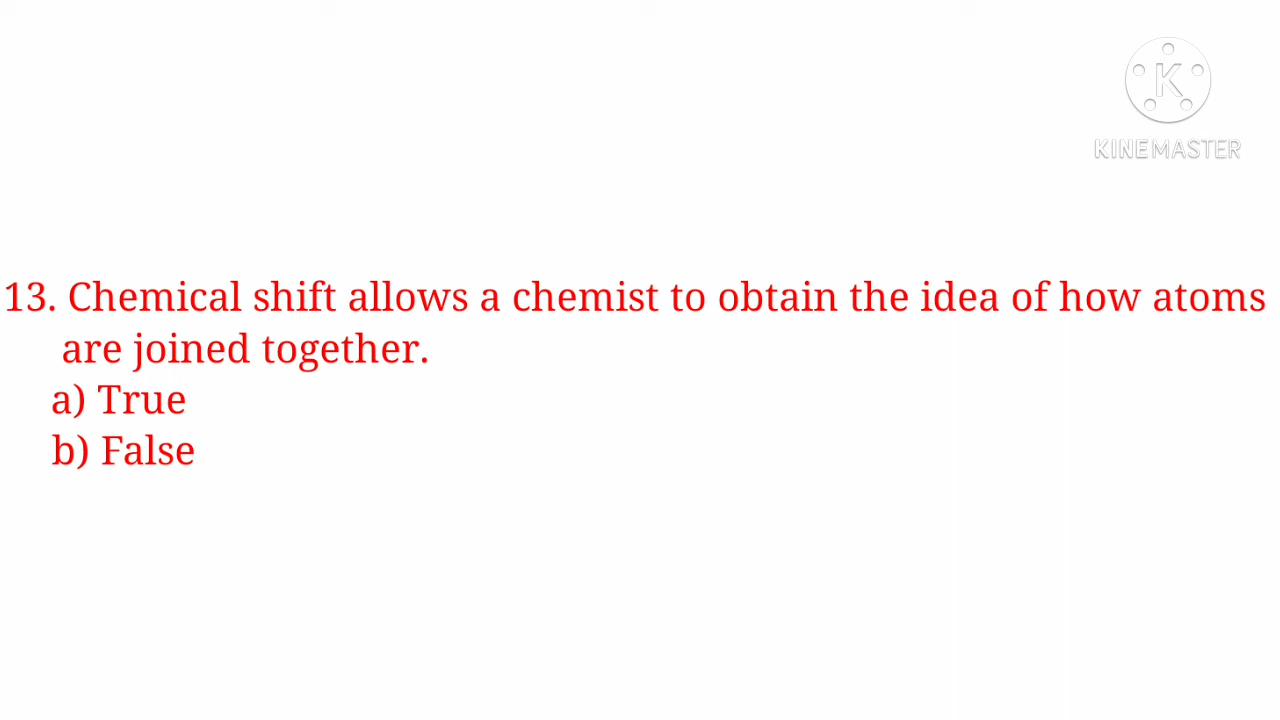 KINEMASTER
13. Chemical shift allows a chemist to obtain the idea of how atoms
are joined together.
a) True
b) False